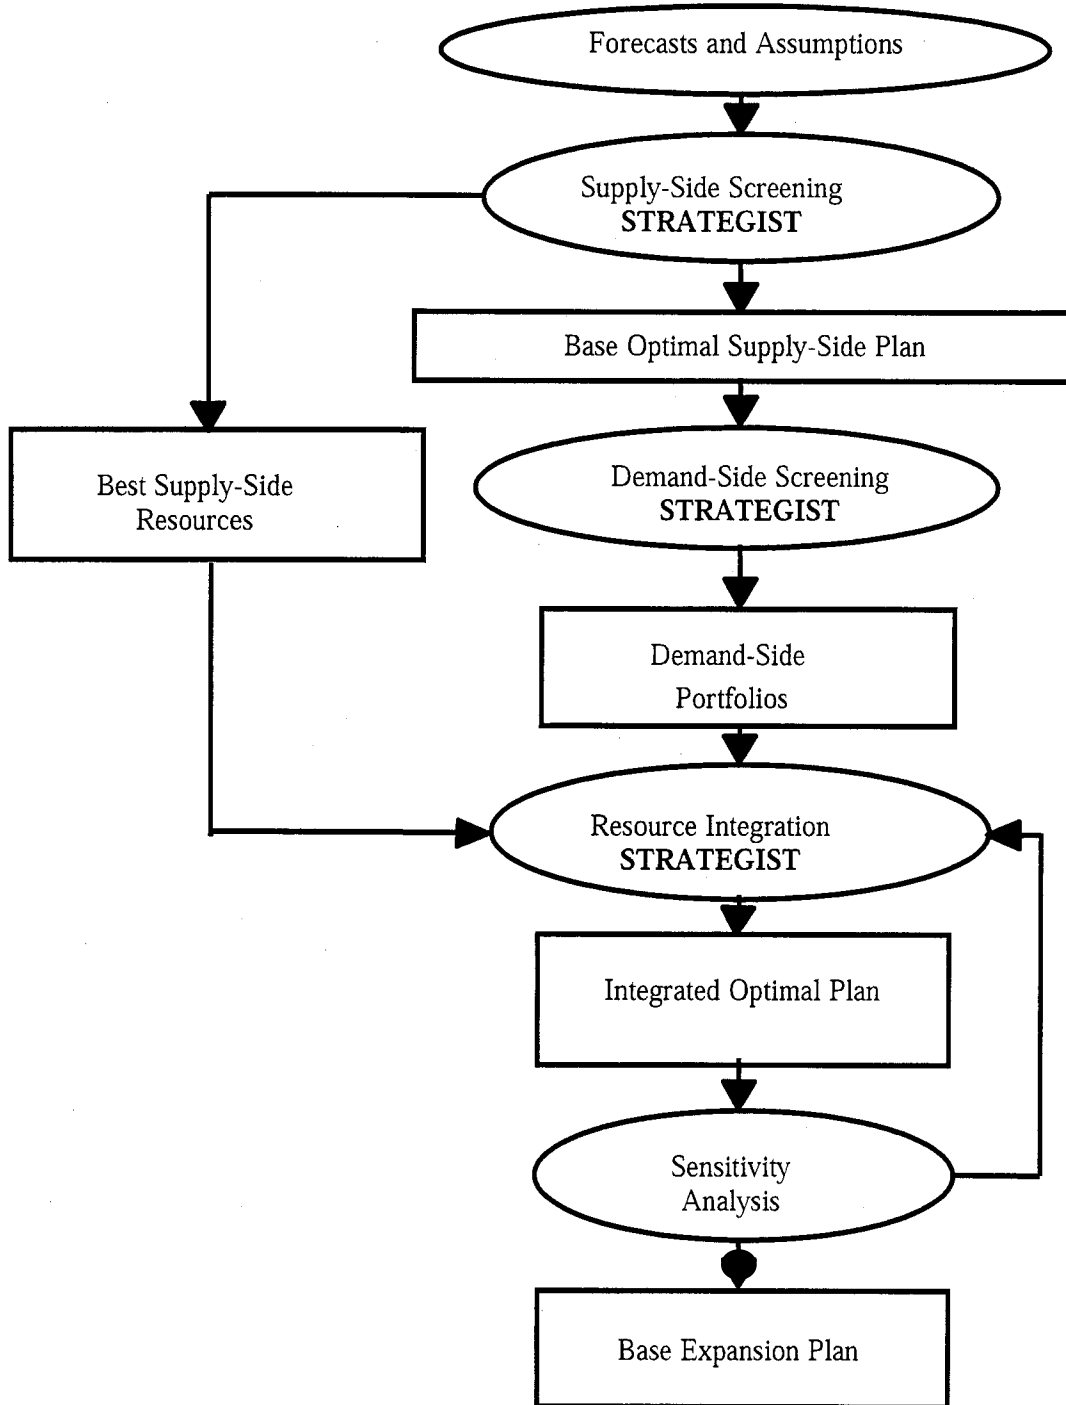 Forecasts and Assumptions
Supply-Side Screening
STRATEGIST
Base Optimal Supply-Side Plan
Best Supply-Side
Resources
Demand-Side Screening
STRATEGIST
Demand-Side
Portfolios
Resource Integration
STRATEGIST
Integrated Optimal Plan
Sensitivity
Analysis
Base Expansion Plan